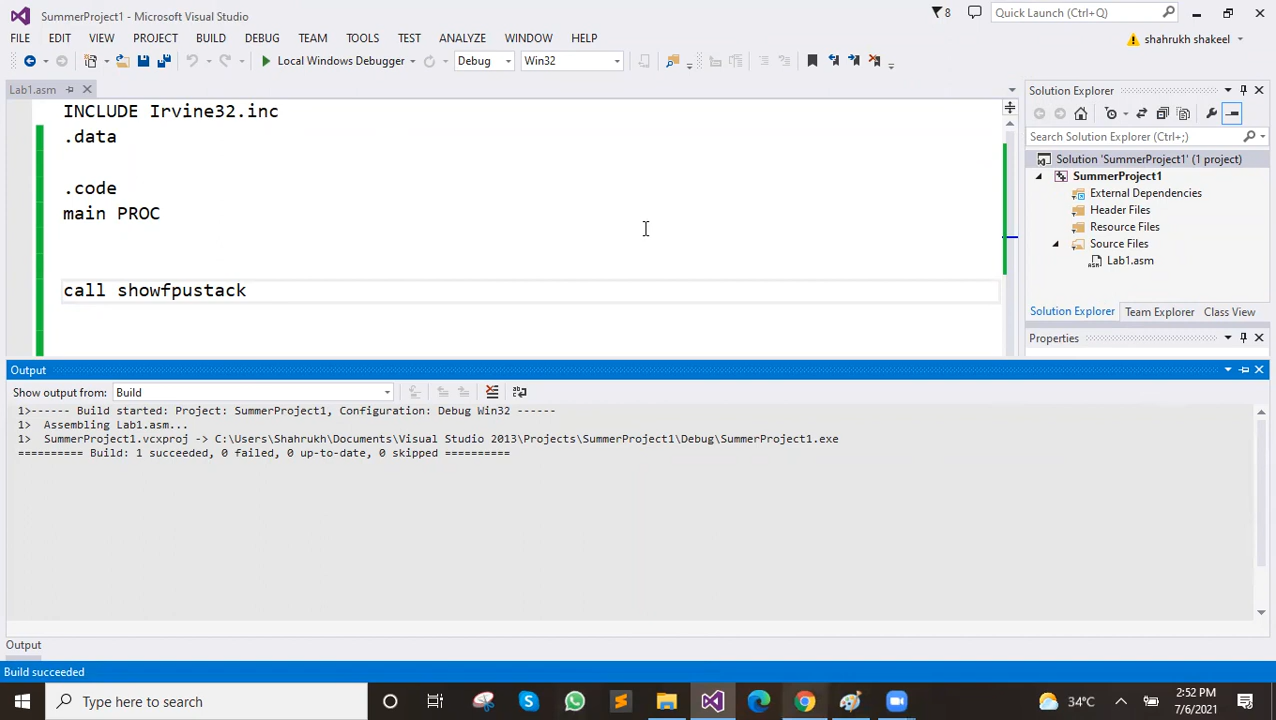 SummerProject1 - Microsoft Visual Studio
8
Quick Launch (Ctrl+Q)
FILE EDIT VIEW PROJECT BUILD DEBUG TEAM TOOLS TEST ANALYZE WINDOW HELP
shahrukh shakeel
Local Windows Debugger Debug Win32
Lab1.asm
INCLUDE Irvine32.inc
.data
.code
main PROC
call showfpustack
Solution Explorer
Search Solution Explorer (Ctrl+;)
Solution 'SummerProject1' (1 project)
SummerProject1
External Dependencies
Header Files
Resource Files
Source Files
Lab1.asm
Solution Explorer Team Explorer Class View
Properties
Output
Show output from: Build
1>------ Build started: Project: SummerProject1, Configuration: Debug Win32 ------
1> Assembling Lab1.asm...
1> SummerProject1.vcxproj -> C:\Users\Shahrukh\Documents\Visual Studio 2013\Projects\SummerProject1\Debug\SummerProject1.exe
========== Build: 1 succeeded, 0 failed, 0 up-to-date, 0 skipped ==========
Output
Build succeeded
Type here to search
34°C
2:52 PM
7/6/2021